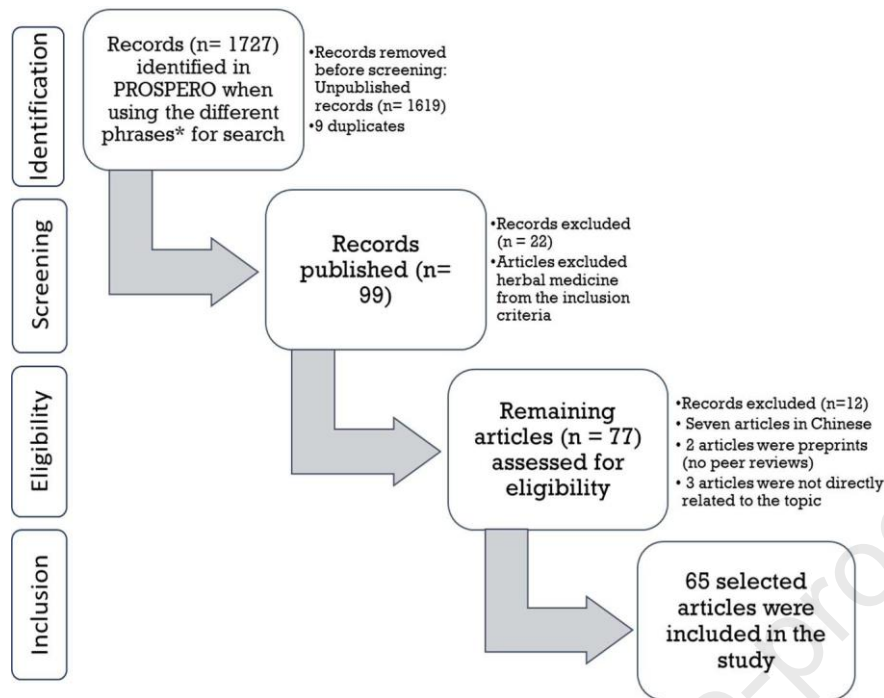 Identification
Records (n= 1727)
identified in
PROSPERO when
using the different
phrases* for search
•Records removed
before screening:
Unpublished
records (n= 1619)
•9 duplicates
Screening
Records
published (n=
99)
•Records excluded
(n = 22)
•Articles excluded
herbal medicine
from the inclusion
criteria
Eligibility
Remaining
articles (n = 77)
assessed for
eligibility
•Records excluded (n=12)
• Seven articles in Chinese
• 2 articles were preprints
(no peer reviews)
• 3 articles were not directly
related to the topic
Inclusion
65 selected
articles were
included in the
study